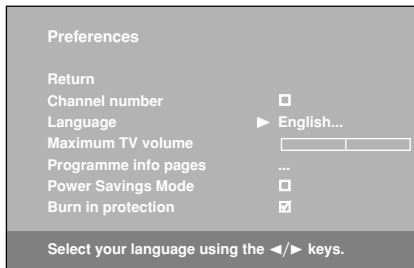 Preferences
Return
Channel number
Language ► English...
Maximum TV volume
Programme info pages ...
Power Savings Mode
Burn in protection
Select your language using the ◄/► keys.